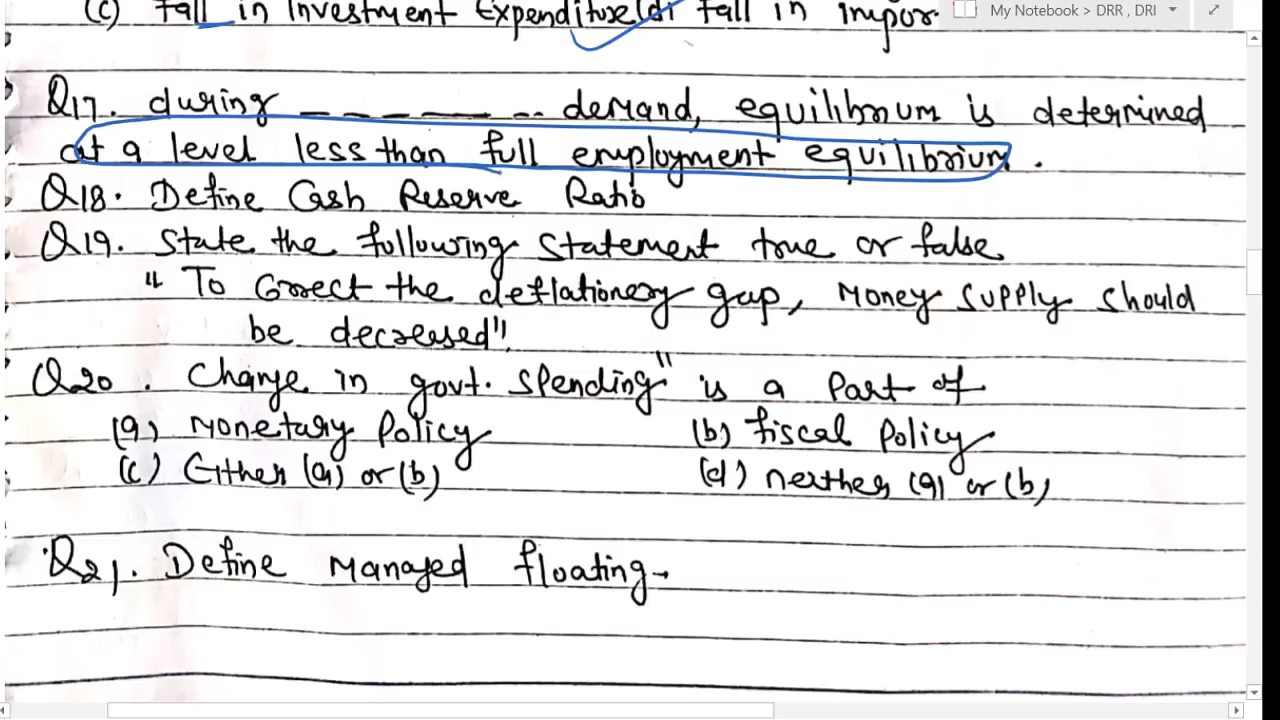 (c) Fall in Investment Expenditure (d) Fall in Impor-
My Notebook > DRR , DRI
Q17. during _ _ _ _ _ _ demand, equilibrium is determined
at a level less than full employment equilibrium .
Q18. Define Cash Reserve Ratio
Q19. State the following Statement true or false
" To Correct the deflationary gap, Money Supply should
be decreased".
Q20 . Change in govt. Spending" is a Part of
(a) Monetary Policy (b) fiscal Policy
(c) Either (a) or (b) (d) neither (a) or (b)
Q21. Define Managed floating.